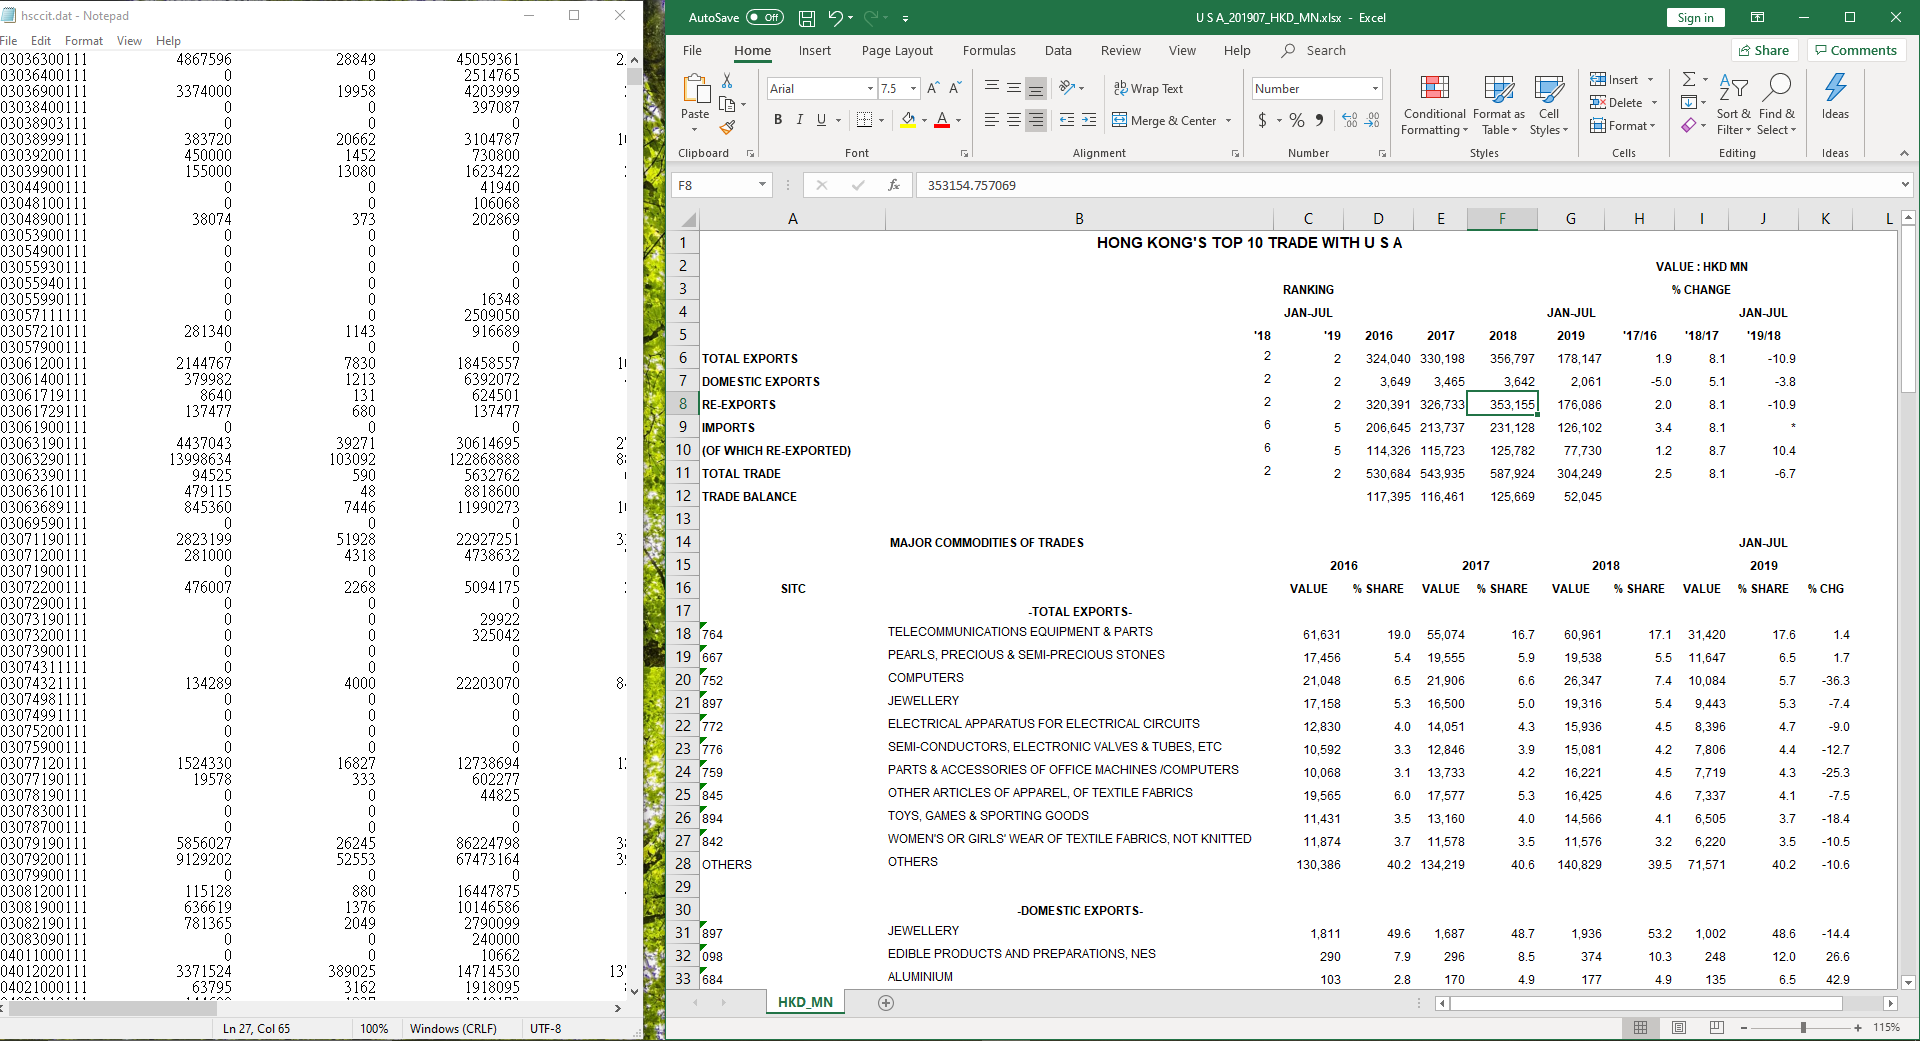 hsccit.dat - Notepad
File Edit Format View Help
03036300111 4867596 28849 45059361 2
03036400111 0 0 2514765
03036900111 3374000 19958 4203999
03038400111 0 0 397087
03038903111 0 0 0
03038999111 383720 20662 3104787 1
03039200111 450000 1452 730800
03039900111 155000 13080 1623422
03044900111 0 0 41940
03048100111 0 0 106068
03048900111 38074 373 202869
03053900111 0 0 0
03054900111 0 0 0
03055930111 0 0 0
03055940111 0 0 0
03055990111 0 0 16348
03057111111 0 0 2509050
03057210111 281340 1143 916689
03057900111 0 0 0
03061200111 2144767 7830 18458557 1
03061400111 379982 1213 6392072
03061719111 8640 131 624501
03061729111 137477 680 137477
03061900111 0 0 0
03063190111 4437043 39271 30614695 2
03063290111 13998634 103092 122868888 8
03063390111 94525 590 5632762
03063610111 479115 48 8818600
03063689111 845360 7446 11990273 1
03069590111 0 0 0
03071190111 2823199 51928 22927251 3
03071200111 281000 4318 4738632
03071900111 0 0 0
03072200111 476007 2268 5094175
03072900111 0 0 0
03073190111 0 0 29922
03073200111 0 0 325042
03073900111 0 0 0
03074311111 0 0 0
03074321111 134289 4000 22203070 8
03074981111 0 0 0
03074991111 0 0 0
03075200111 0 0 0
03075900111 0 0 0
03077120111 1524330 16827 12738694 1
03077190111 19578 333 602277
03078190111 0 0 44825
03078300111 0 0 0
03078700111 0 0 0
03079190111 5856027 26245 86224798 3
03079200111 9129202 52553 67473164 3
03079900111 0 0 0
03081200111 115128 880 16447875
03081900111 636619 1376 10146586
03082190111 781365 2049 2790099
03083090111 0 0 240000
04011000111 0 0 10662
04012020111 3371524 389025 14714530 13
04021000111 63795 3162 1918095
Ln 27, Col 65 100% Windows (CRLF) UTF-8
AutoSave Off U S A_201907_HKD_MN.xlsx - Excel Sign in
File Home Insert Page Layout Formulas Data Review View Help Search Share Comments
Paste Arial 7.5 Wrap Text Number Conditional Formatting Format as Table Cell Styles Insert Sort & Filter Find & Select Ideas
B I U Merge & Center $ % Delete
Format
Clipboard Font Alignment Number Styles Cells Editing Ideas
F8 fx 353154.757069
A B C D E F G H I J K L
1 HONG KONG'S TOP 10 TRADE WITH U S A
2 VALUE : HKD MN
3 RANKING % CHANGE
4 JAN-JUL JAN-JUL JAN-JUL
5 '18 '19 2016 2017 2018 2019 '17/16 '18/17 '19/18
6 TOTAL EXPORTS 2 2 324,040 330,198 356,797 178,147 1.9 8.1 -10.9
7 DOMESTIC EXPORTS 2 2 3,649 3,465 3,642 2,061 -5.0 5.1 -3.8
8 RE-EXPORTS 2 2 320,391 326,733 353,155 176,086 2.0 8.1 -10.9
9 IMPORTS 6 5 206,645 213,737 231,128 126,102 3.4 8.1 *
10 (OF WHICH RE-EXPORTED) 6 5 114,326 115,723 125,782 77,730 1.2 8.7 10.4
11 TOTAL TRADE 2 2 530,684 543,935 587,924 304,249 2.5 8.1 -6.7
12 TRADE BALANCE 117,395 116,461 125,669 52,045
13
14 MAJOR COMMODITIES OF TRADES JAN-JUL
15 2016 2017 2018 2019
16 SITC VALUE % SHARE VALUE % SHARE VALUE % SHARE VALUE % SHARE % CHG
17 -TOTAL EXPORTS-
18 764 TELECOMMUNICATIONS EQUIPMENT & PARTS 61,631 19.0 55,074 16.7 60,961 17.1 31,420 17.6 1.4
19 667 PEARLS, PRECIOUS & SEMI-PRECIOUS STONES 17,456 5.4 19,555 5.9 19,538 5.5 11,647 6.5 1.7
20 752 COMPUTERS 21,048 6.5 21,906 6.6 26,347 7.4 10,084 5.7 -36.3
21 897 JEWELLERY 17,158 5.3 16,500 5.0 19,316 5.4 9,443 5.3 -7.4
22 772 ELECTRICAL APPARATUS FOR ELECTRICAL CIRCUITS 12,830 4.0 14,051 4.3 15,936 4.5 8,396 4.7 -9.0
23 776 SEMI-CONDUCTORS, ELECTRONIC VALVES & TUBES, ETC 10,592 3.3 12,846 3.9 15,081 4.2 7,806 4.4 -12.7
24 759 PARTS & ACCESSORIES OF OFFICE MACHINES /COMPUTERS 10,068 3.1 13,733 4.2 16,221 4.5 7,719 4.3 -25.3
25 845 OTHER ARTICLES OF APPAREL, OF TEXTILE FABRICS 19,565 6.0 17,577 5.3 16,425 4.6 7,337 4.1 -7.5
26 894 TOYS, GAMES & SPORTING GOODS 11,431 3.5 13,160 4.0 14,566 4.1 6,505 3.7 -18.4
27 842 WOMEN'S OR GIRLS' WEAR OF TEXTILE FABRICS, NOT KNITTED 11,874 3.7 11,578 3.5 11,576 3.2 6,220 3.5 -10.5
28 OTHERS OTHERS 130,386 40.2 134,219 40.6 140,829 39.5 71,571 40.2 -10.6
29
30 -DOMESTIC EXPORTS-
31 897 JEWELLERY 1,811 49.6 1,687 48.7 1,936 53.2 1,002 48.6 -14.4
32 098 EDIBLE PRODUCTS AND PREPARATIONS, NES 290 7.9 296 8.5 374 10.3 248 12.0 26.6
33 684 ALUMINIUM 103 2.8 170 4.9 177 4.9 135 6.5 42.9
HKD_MN
115%